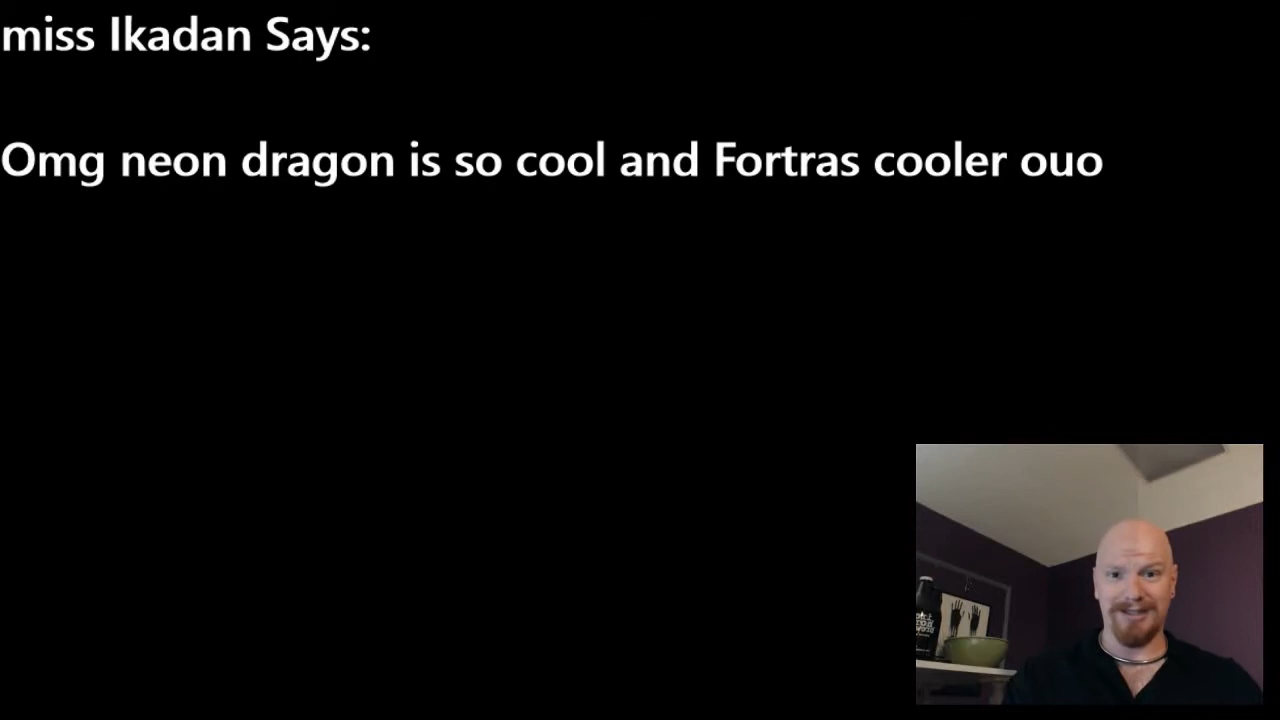 miss Ikadan Says:
Omg neon dragon is so cool and Fortras cooler ouo